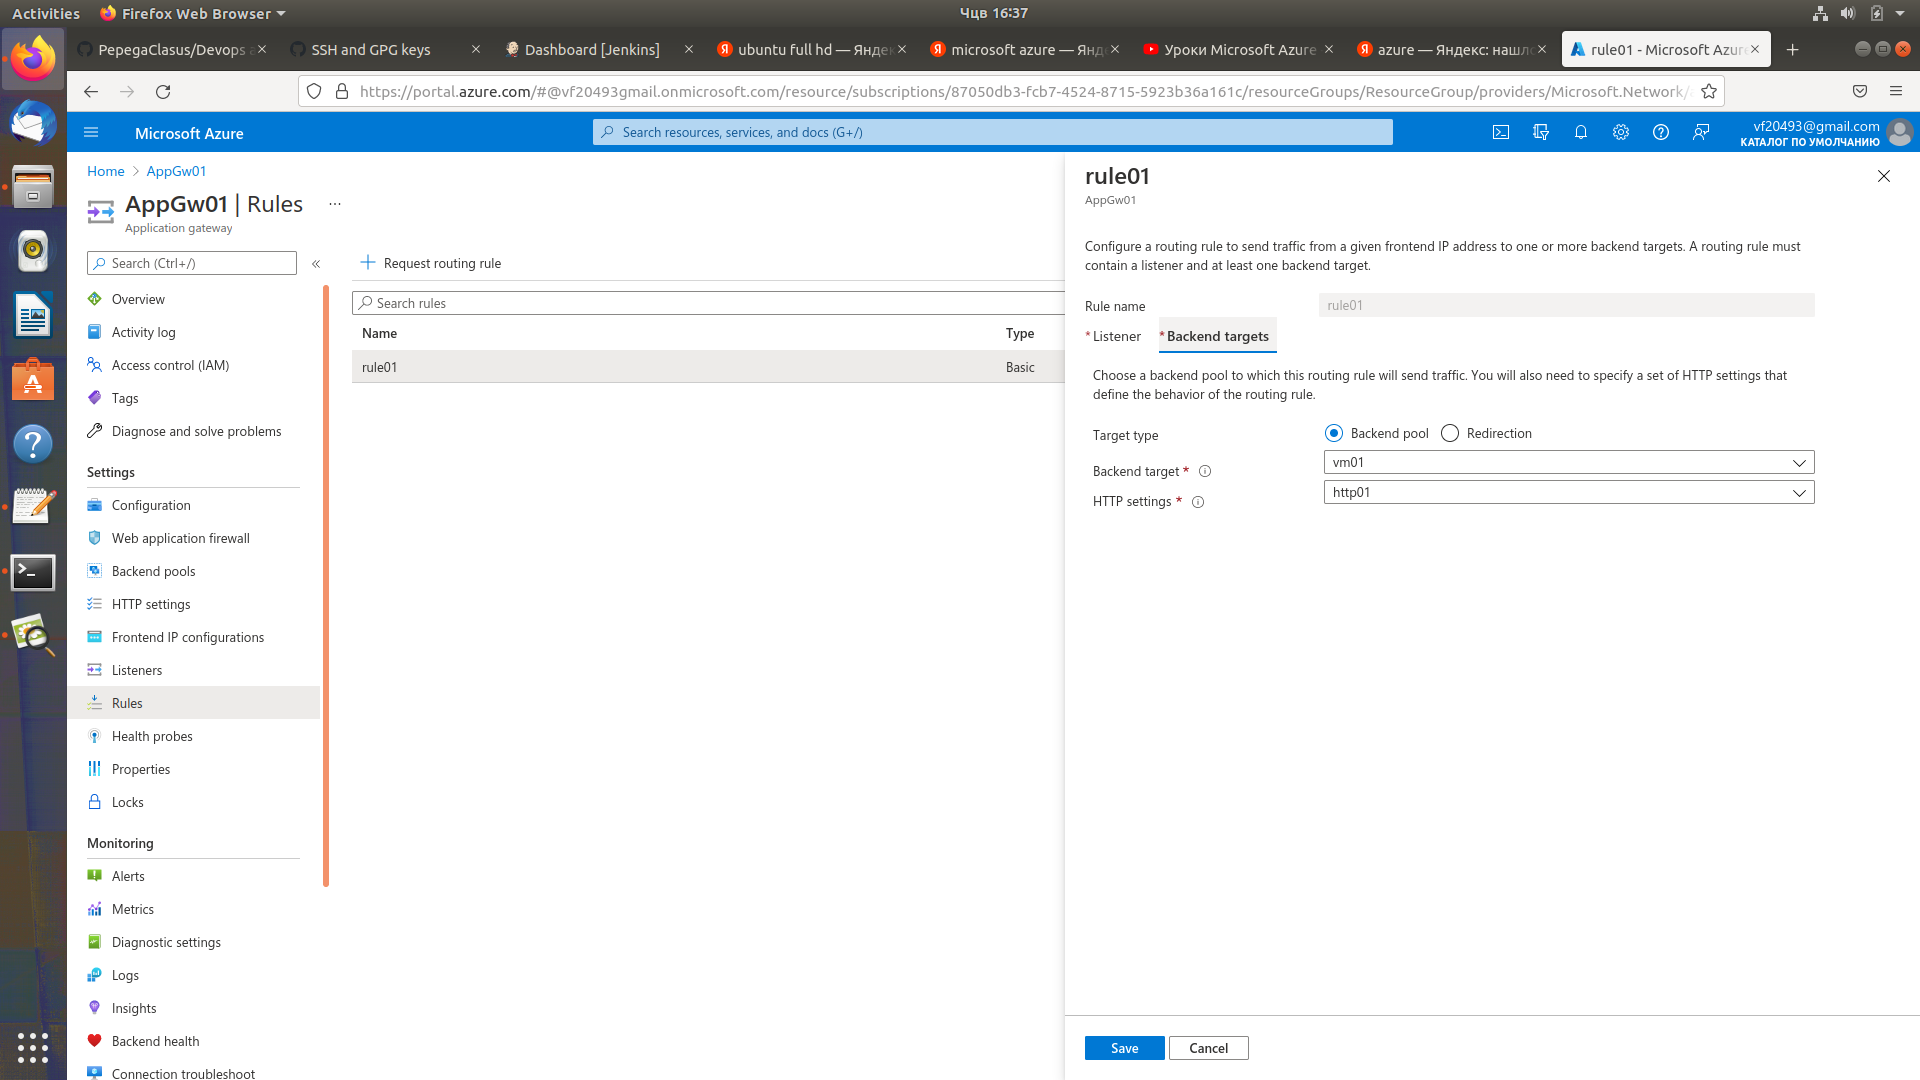 Activities
Firefox Web Browser
Чцв 16:37
PepegaClasus/Devops a
SSH and GPG keys
Dashboard [Jenkins]
ubuntu full hd — Яндек
microsoft azure — Янд
Уроки Microsoft Azure
azure — Яндекс: нашло
rule01 - Microsoft Azure
https://portal.azure.com/#@vf20493gmail.onmicrosoft.com/resource/subscriptions/87050db3-fcb7-4524-8715-5923b36a161c/resourceGroups/ResourceGroup/providers/Microsoft.Network/
Microsoft Azure
Search resources, services, and docs (G+/)
vf20493@gmail.com
КАТАЛОГ ПО УМОЛЧАНИЮ
Home > AppGw01
AppGw01 | Rules ...
Application gateway
Search (Ctrl+/)
«
Overview
Activity log
Access control (IAM)
Tags
Diagnose and solve problems
Settings
Configuration
Web application firewall
Backend pools
HTTP settings
Frontend IP configurations
Listeners
Rules
Health probes
Properties
Locks
Monitoring
Alerts
Metrics
Diagnostic settings
Logs
Insights
Backend health
Connection troubleshoot
Request routing rule
Search rules
Name Type
rule01 Basic
rule01
AppGw01
Configure a routing rule to send traffic from a given frontend IP address to one or more backend targets. A routing rule must
contain a listener and at least one backend target.
Rule name rule01
* Listener * Backend targets
Choose a backend pool to which this routing rule will send traffic. You will also need to specify a set of HTTP settings that
define the behavior of the routing rule.
Target type Backend pool Redirection
Backend target * vm01
HTTP settings * http01
Save Cancel